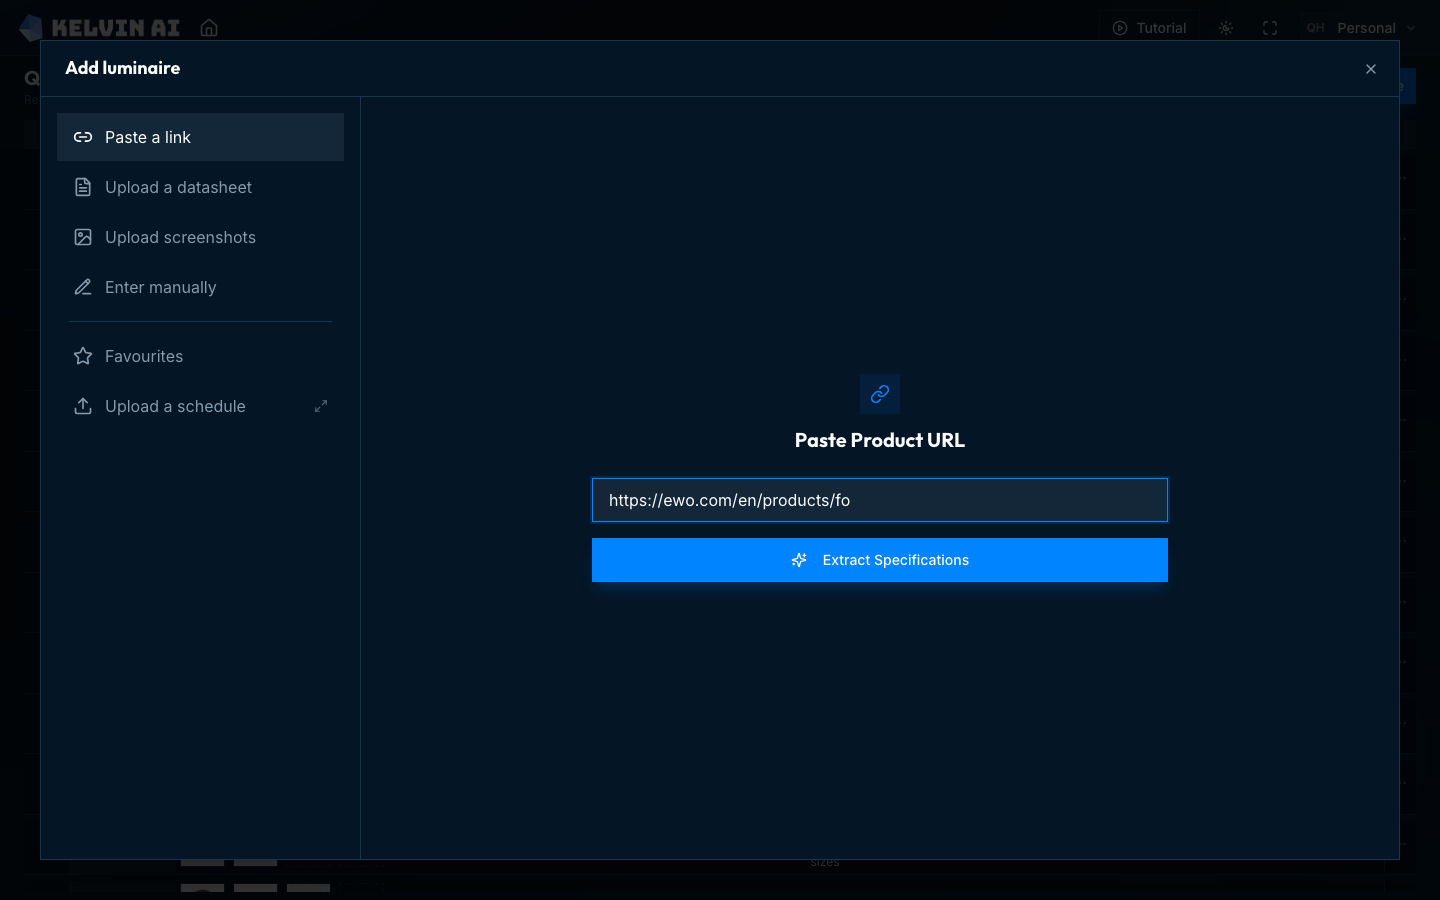 KELVIN AI
Tutorial
QH
Personal
Add luminaire
Paste a link
Upload a datasheet
Upload screenshots
Enter manually
Favourites
Upload a schedule
Paste Product URL
https://ewo.com/en/products/fo
Extract Specifications
sizes